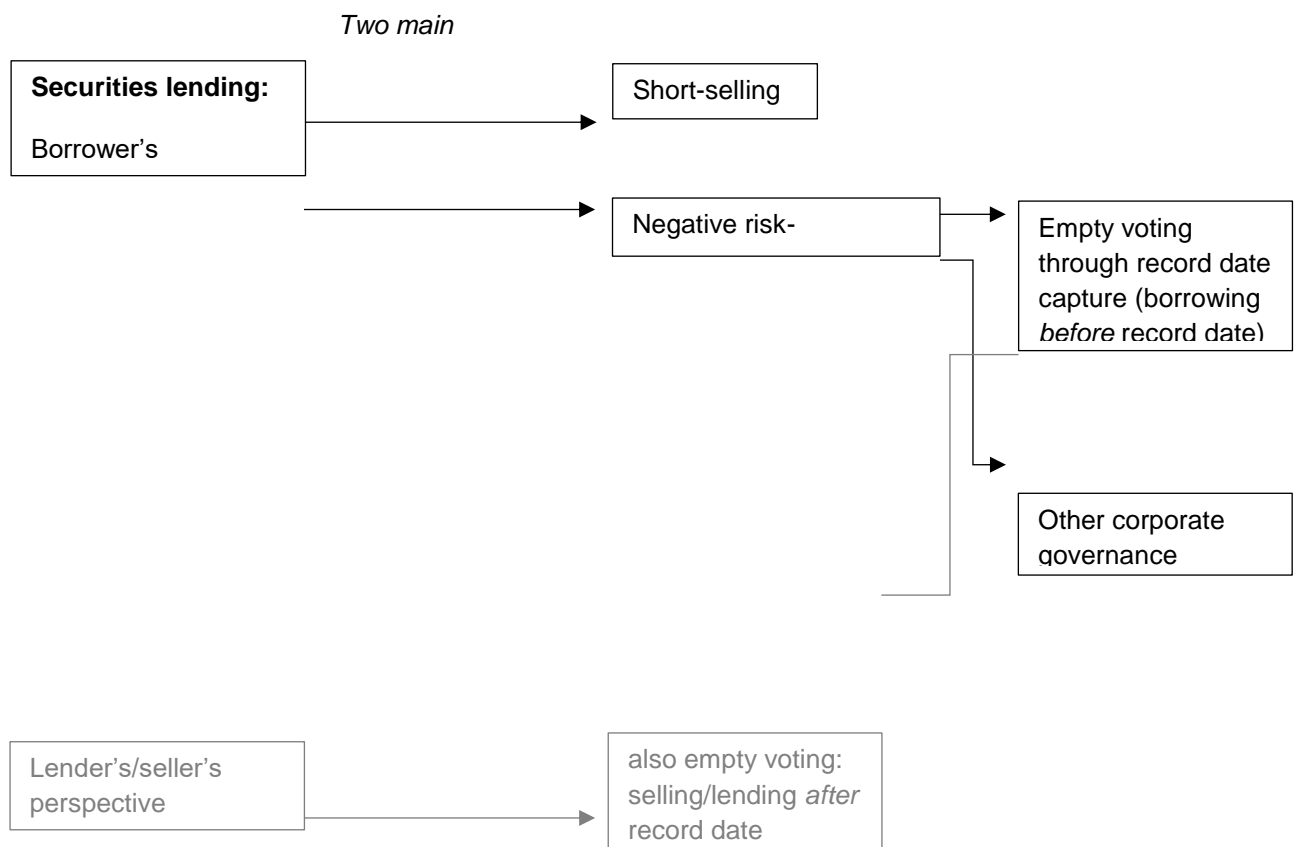 Two main
Securities lending:
Borrower's
Short-selling
Negative risk-
Empty voting
through record date
capture (borrowing
before record date)
Other corporate
governance
Lender's/seller's
perspective
also empty voting:
selling/lending after
record date